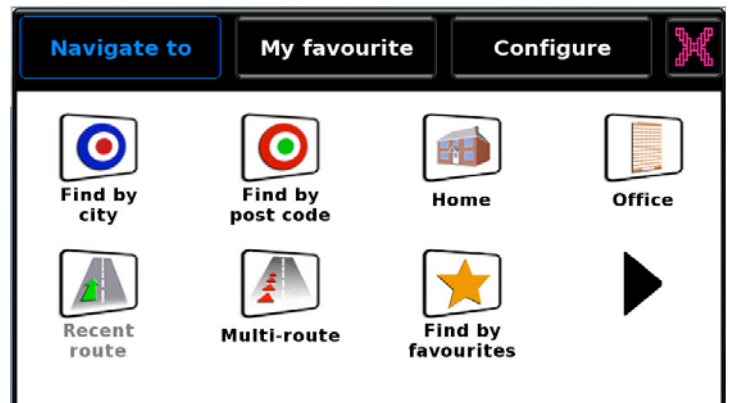 Navigate to
My favourite
Configure
Find by
city
Find by
post code
Home
Office
Recent
route
Multi-route
Find by
favourites